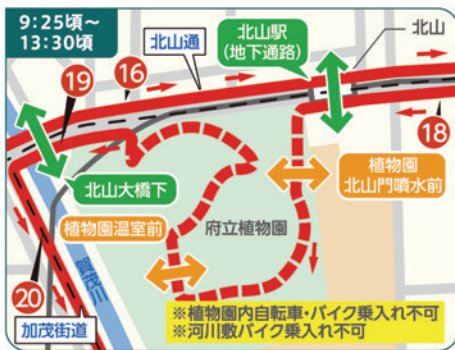 9:25頃～
13:30頃
北山駅
(地下通路)
北山
北山通
19
16
18
北山大橋下
植物園
北山門噴水前
植物園温室前
府立植物園
賀茂川
20
加茂街道
※植物園内自転車・バイク乗入れ不可
※河川敷バイク乗入れ不可